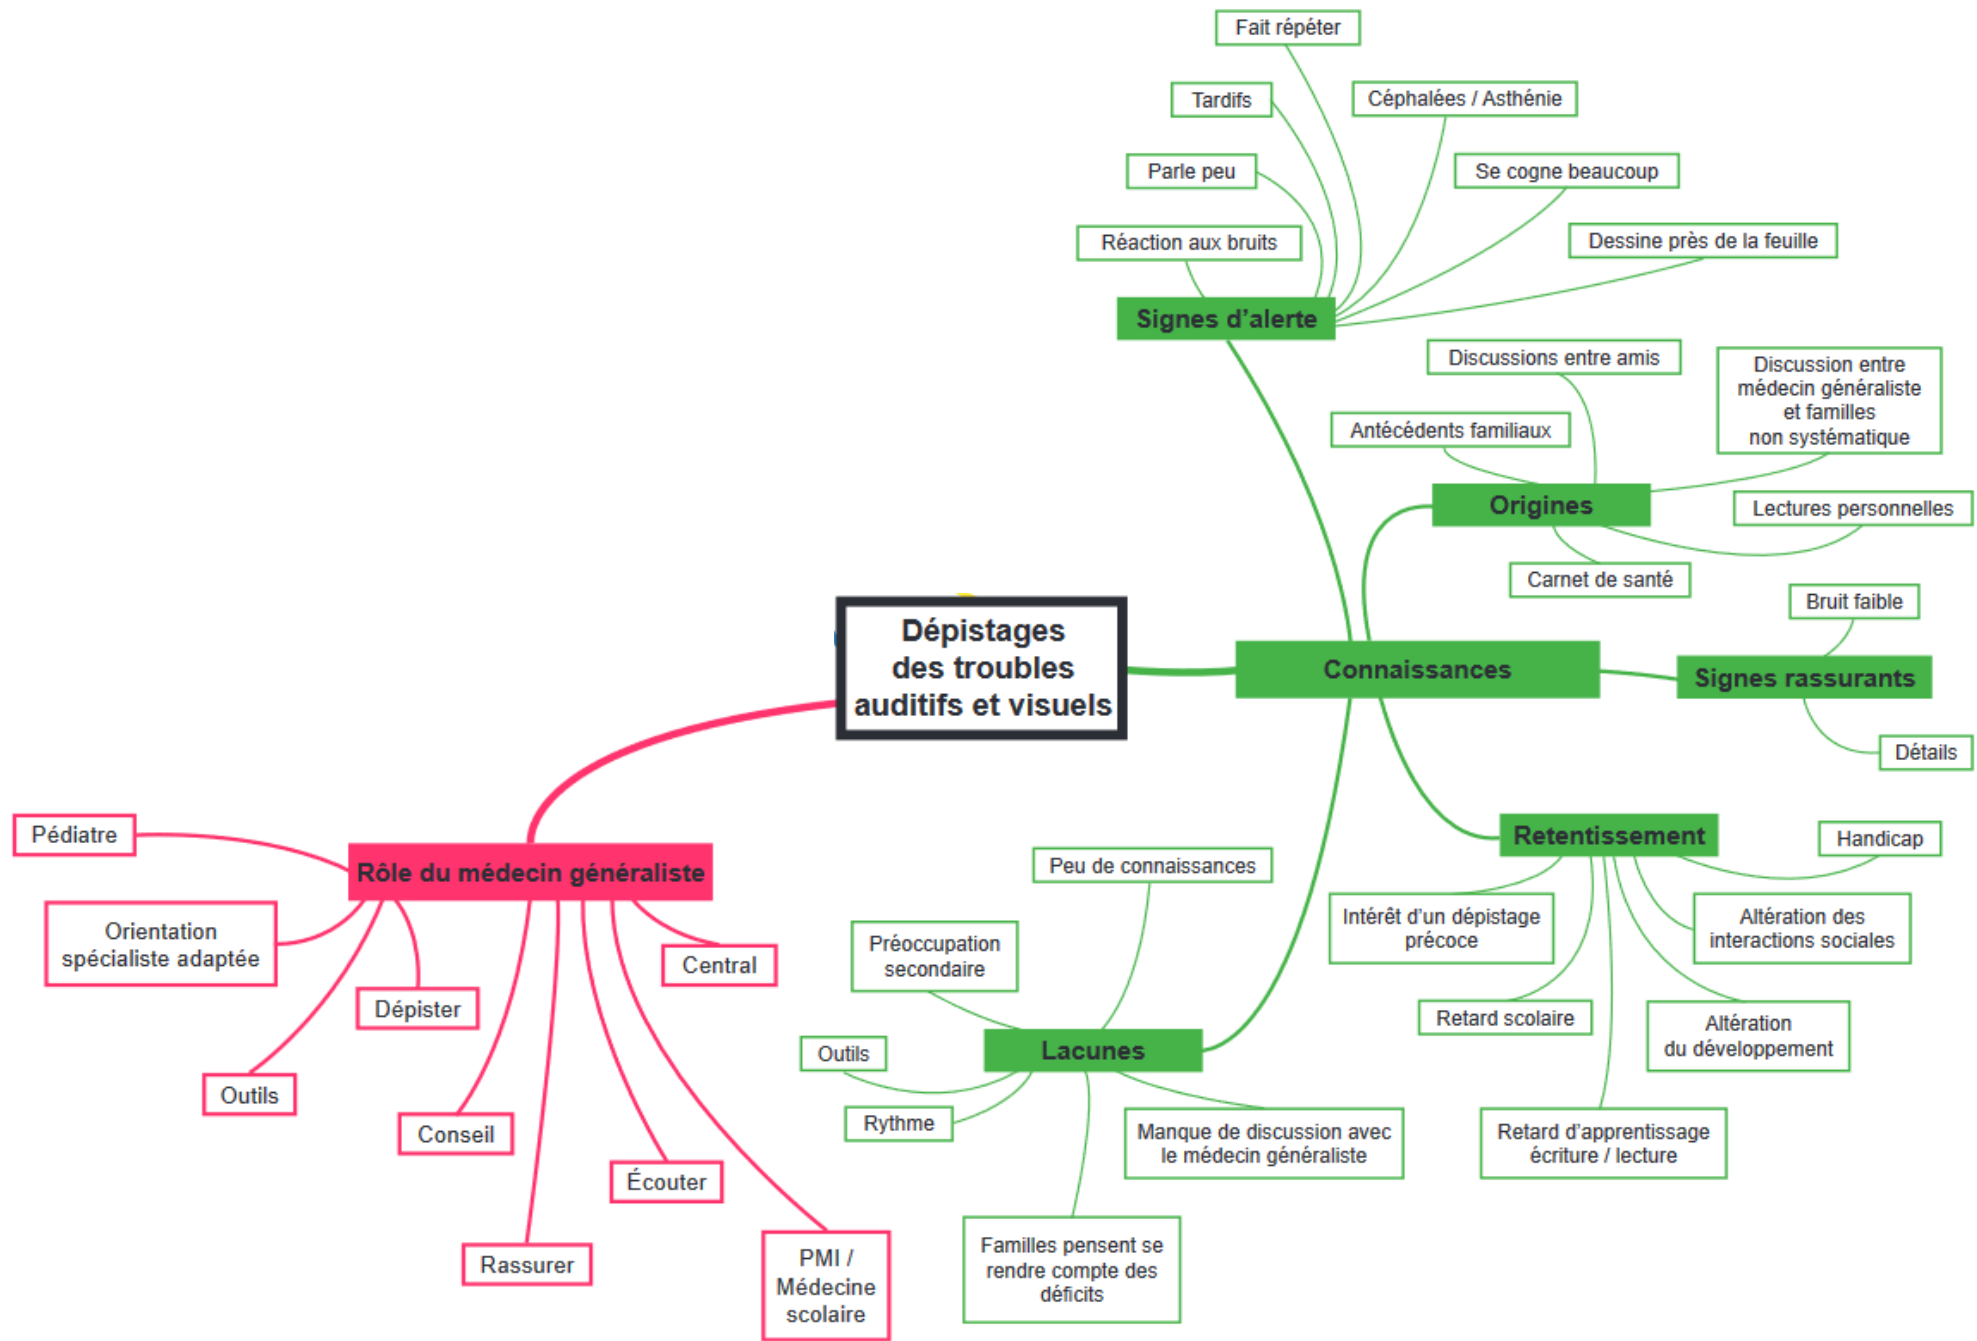 Fait répéter
Tardifs
Céphalées / Asthénie
Parle peu
Se cogne beaucoup
Réaction aux bruits
Dessine près de la feuille
Signes d’alerte
Discussions entre amis
Discussion entre
médecin généraliste
et familles
non systématique
Antécédents familiaux
Origines
Lectures personnelles
Carnet de santé
Bruit faible
Dépistages
des troubles
auditifs et visuels
Connaissances
Signes rassurants
Détails
Retentissement
Handicap
Intérêt d’un dépistage
précoce
Altération des
interactions sociales
Retard scolaire
Altération
du développement
Retard d’apprentissage
écriture / lecture
Peu de connaissances
Préoccupation
secondaire
Lacunes
Outils
Rythme
Manque de discussion avec
le médecin généraliste
Familles pensent se
rendre compte des
déficits
Rôle du médecin généraliste
Pédiatre
Orientation
spécialiste adaptée
Central
Dépister
Outils
Conseil
Écouter
Rassurer
PMI /
Médecine
scolaire